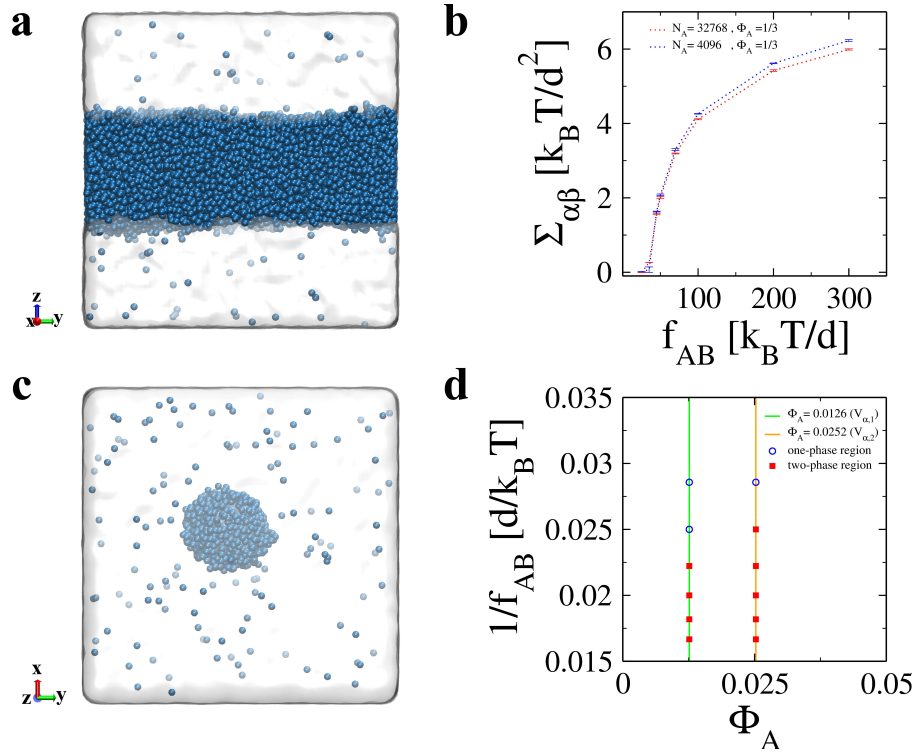 a
z
x y
b
N_A = 32768 , Φ_A = 1/3
N_A = 4096 , Φ_A = 1/3
Σ_αβ [k_B T/d²]
6
4
2
0
100 200 300
f_AB [k_B T/d]
c
x
z y
d
Φ_A = 0.0126 (V_α,1)
Φ_A = 0.0252 (V_α,2)
one-phase region
two-phase region
1/f_AB [d/k_B T]
0.035
0.03
0.025
0.02
0.015
0 0.025 0.05
Φ_A